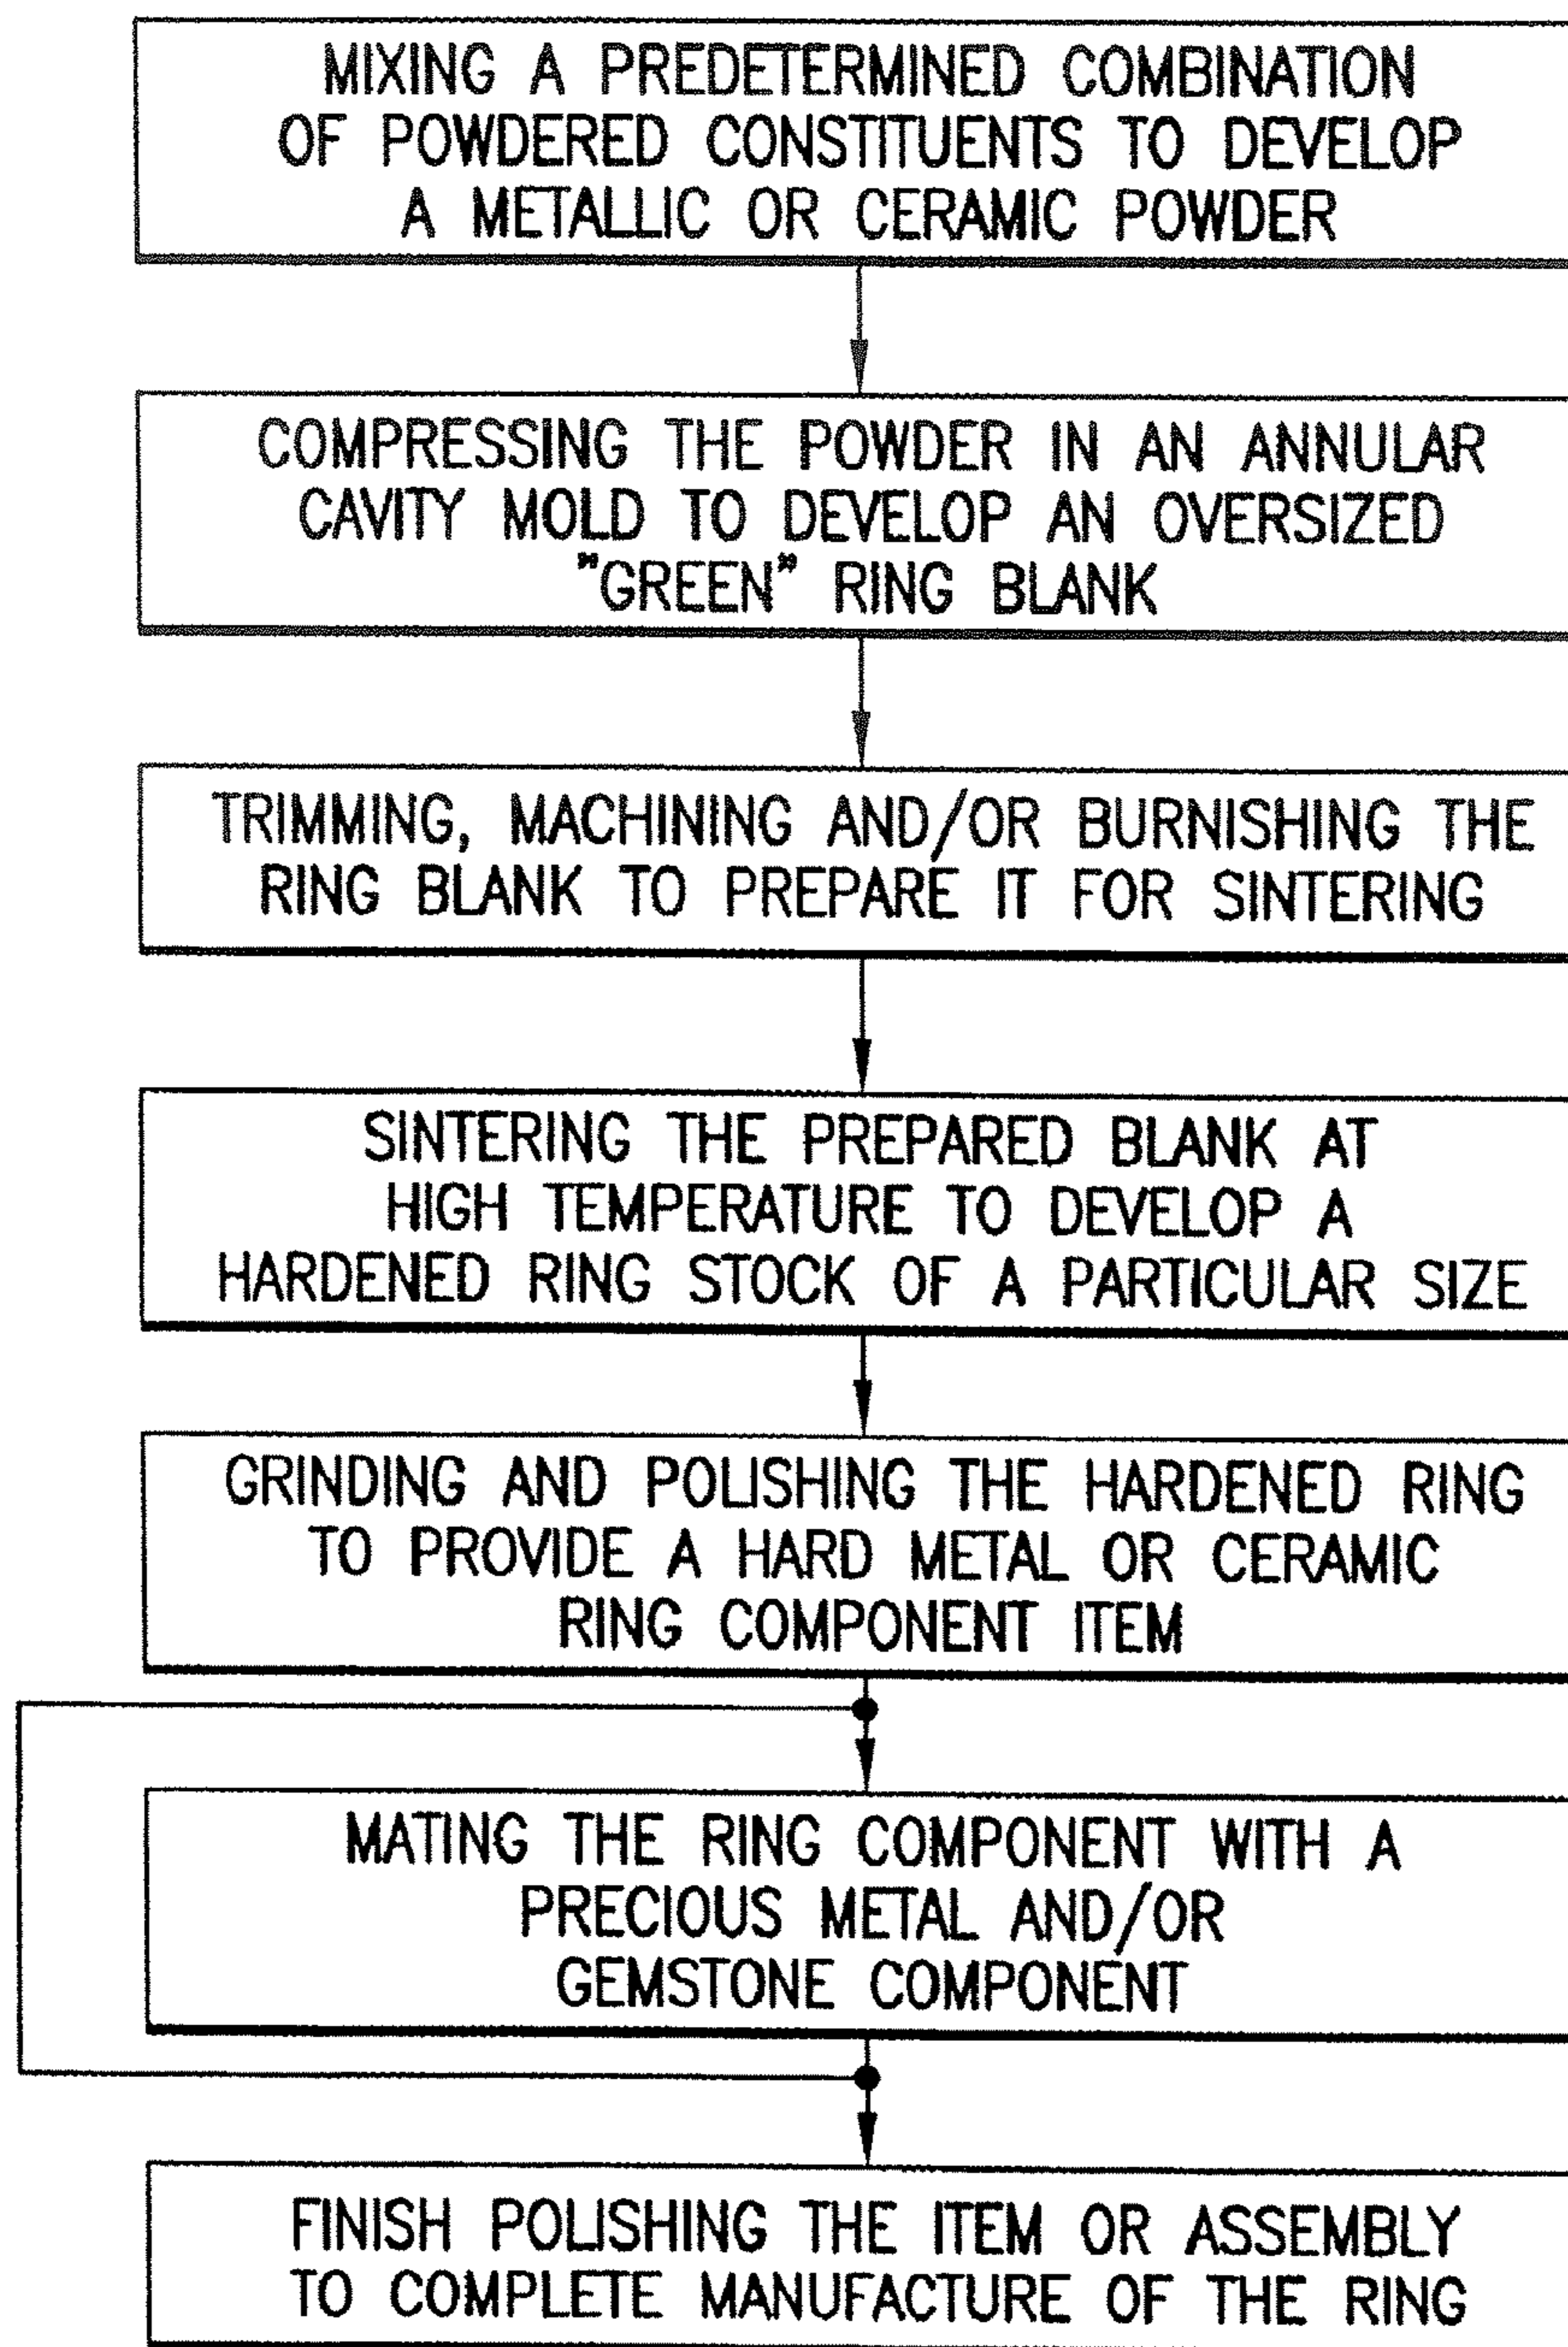 MIXING A PREDETERMINED COMBINATION
OF POWDERED CONSTITUENTS TO DEVELOP
A METALLIC OR CERAMIC POWDER
COMPRESSING THE POWDER IN AN ANNULAR
CAVITY MOLD TO DEVELOP AN OVERSIZED
"GREEN" RING BLANK
TRIMMING, MACHINING AND/OR BURNISHING THE
RING BLANK TO PREPARE IT FOR SINTERING
SINTERING THE PREPARED BLANK AT
HIGH TEMPERATURE TO DEVELOP A
HARDENED RING STOCK OF A PARTICULAR SIZE
GRINDING AND POLISHING THE HARDENED RING
TO PROVIDE A HARD METAL OR CERAMIC
RING COMPONENT ITEM
MATING THE RING COMPONENT WITH A
PRECIOUS METAL AND/OR
GEMSTONE COMPONENT
FINISH POLISHING THE ITEM OR ASSEMBLY
TO COMPLETE MANUFACTURE OF THE RING